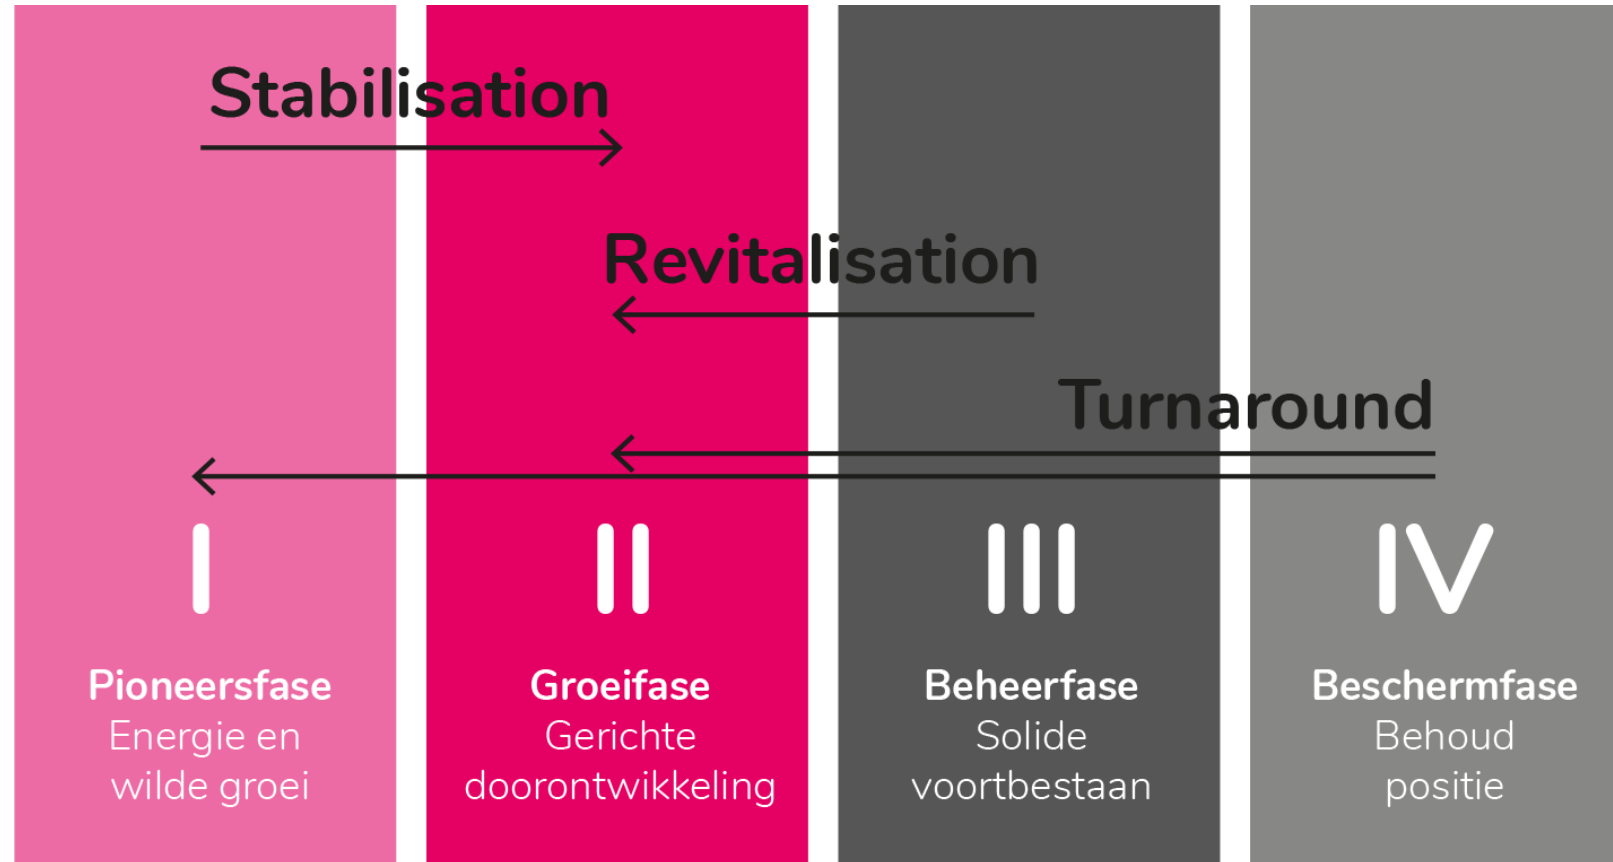 Stabilisation
Revitalisation
Turnaround
I
Pioneersfase
Energie en
wilde groei
II
Groeifase
Gerichte
doorontwikkeling
III
Beheerfase
Solide
voortbestaan
IV
Beschermfase
Behoud
positie